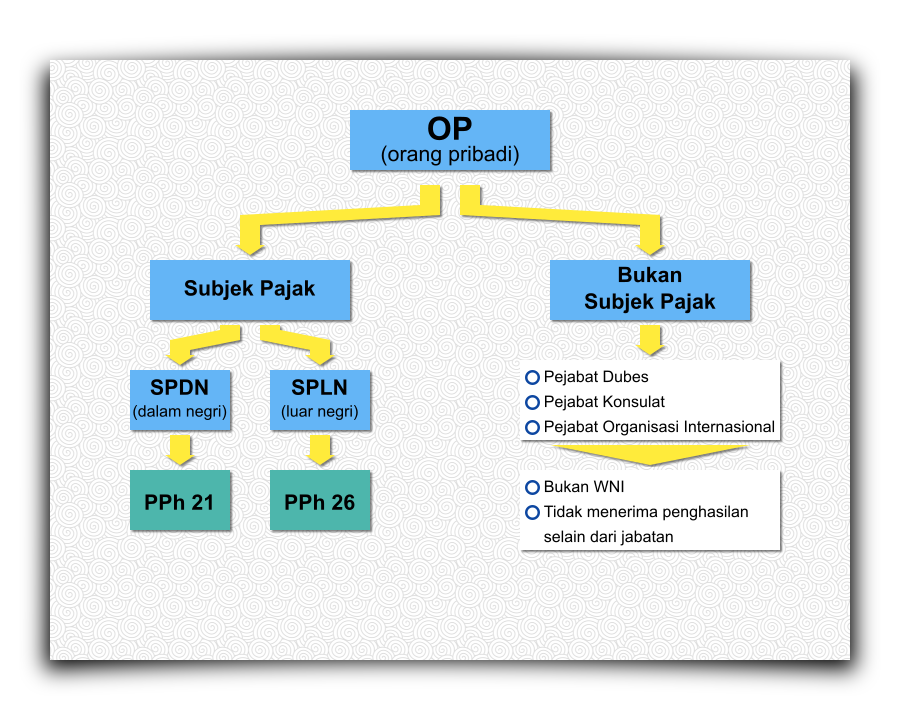 OP
(orang pribadi)
Subjek Pajak
Bukan
Subjek Pajak
SPDN
(dalam negri)
SPLN
(luar negri)
PPh 21
PPh 26
Pejabat Dubes
Pejabat Konsulat
Pejabat Organisasi Internasional
Bukan WNI
Tidak menerima penghasilan
selain dari jabatan